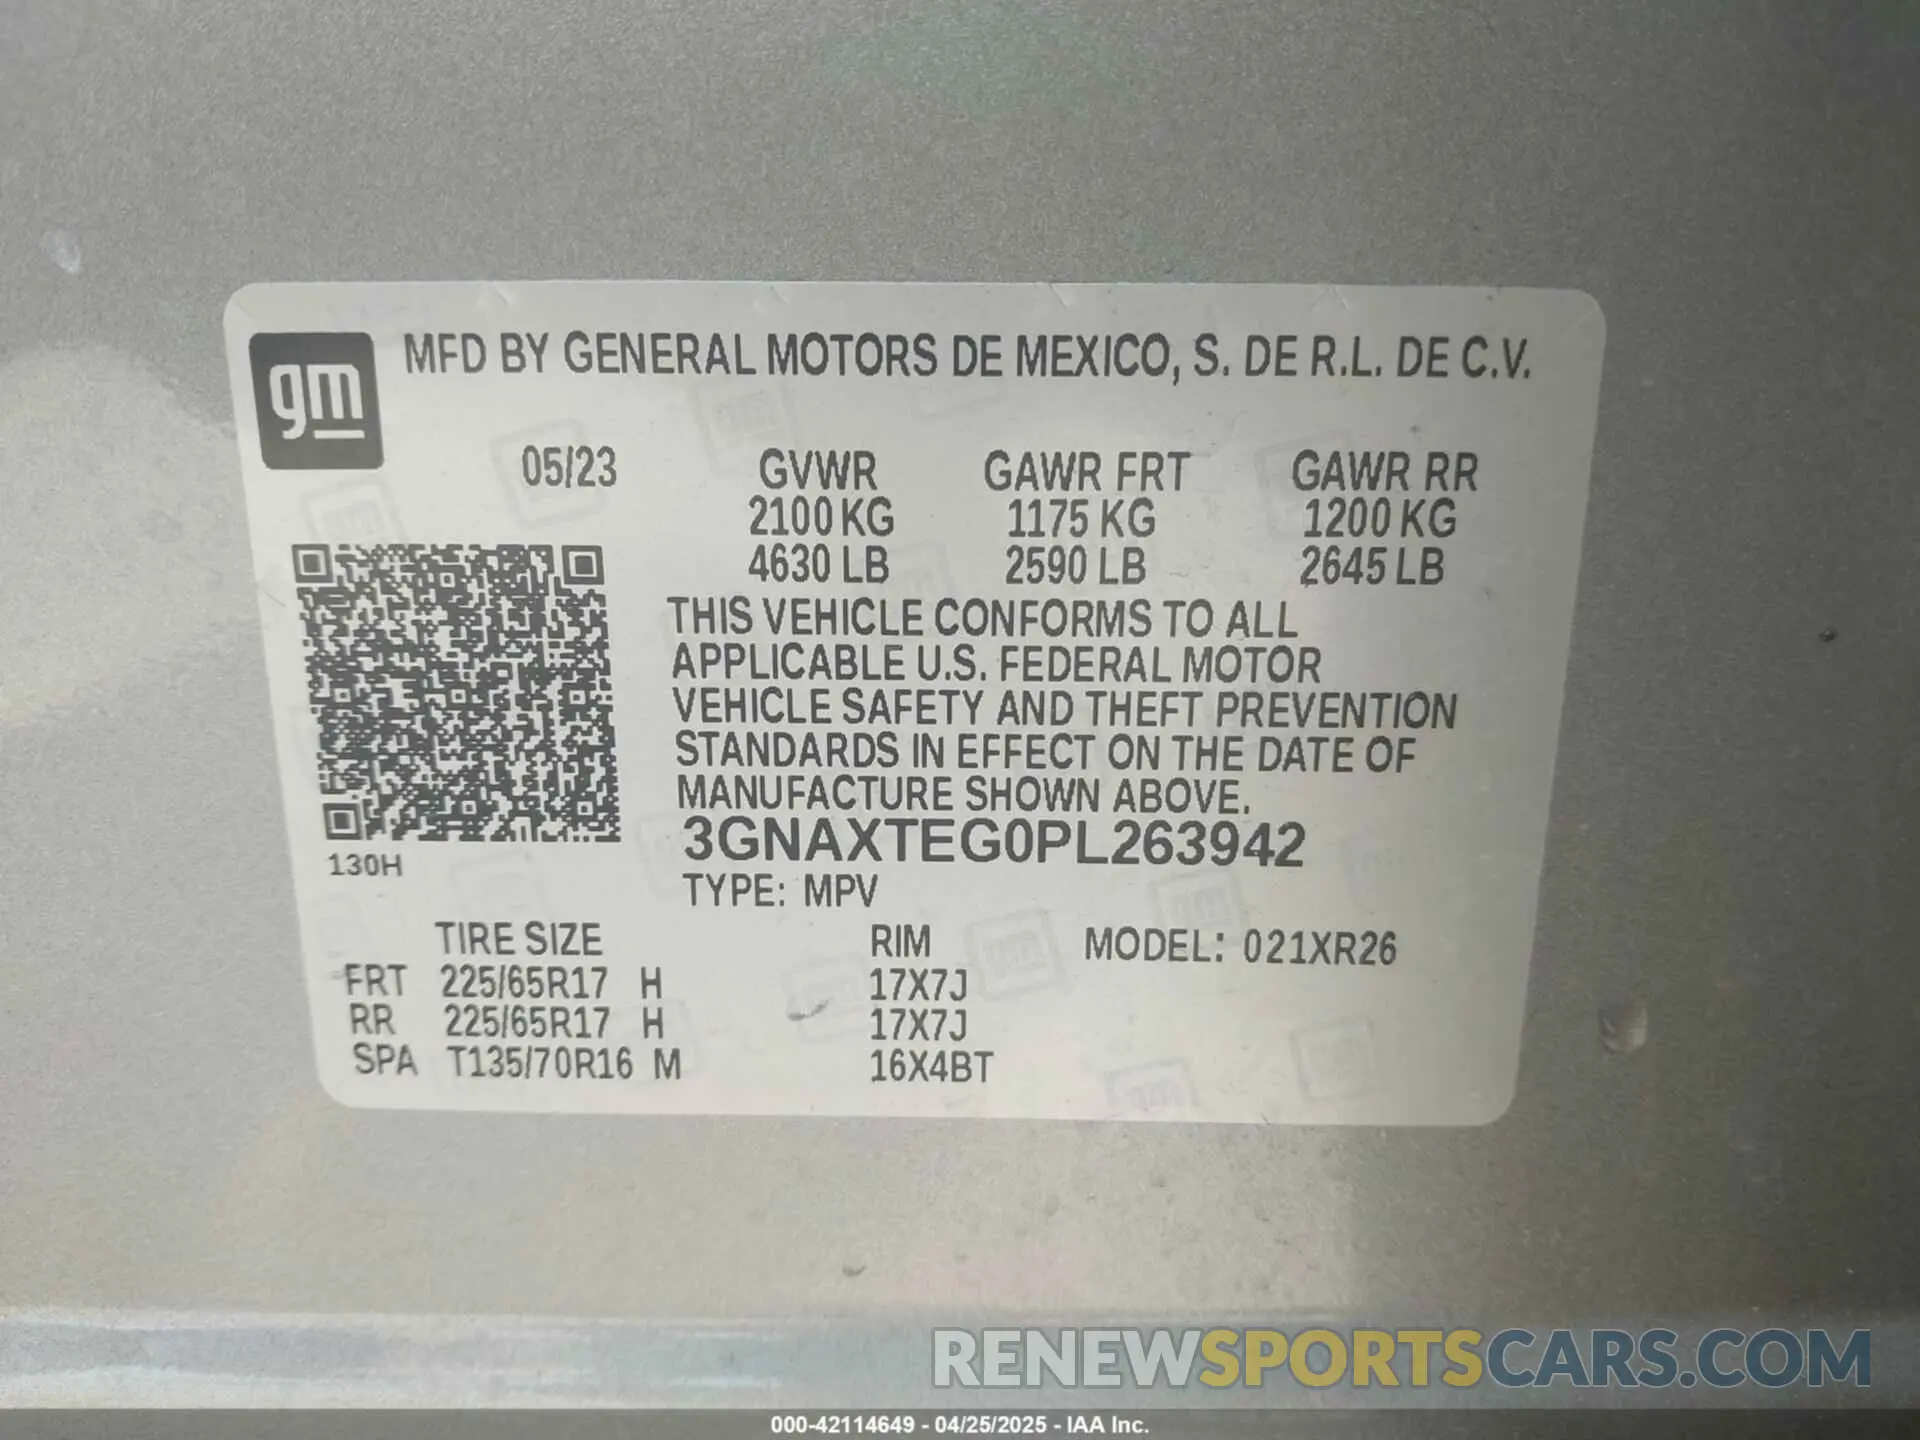 gm
MFD BY GENERAL MOTORS DE MEXICO, S. DE R.L. DE C.V.
05/23 GVWR GAWR FRT GAWR RR
2100 KG 1175 KG 1200 KG
4630 LB 2590 LB 2645 LB
THIS VEHICLE CONFORMS TO ALL
APPLICABLE U.S. FEDERAL MOTOR
VEHICLE SAFETY AND THEFT PREVENTION
STANDARDS IN EFFECT ON THE DATE OF
MANUFACTURE SHOWN ABOVE.
3GNAXTEG0PL263942
130H
TYPE: MPV
TIRE SIZE RIM MODEL: 021XR26
FRT 225/65R17 H 17X7J
RR 225/65R17 H 17X7J
SPA T135/70R16 M 16X4BT
RENEWSPORTSCARS.COM
000-42114649 - 04/25/2025 - IAA Inc.